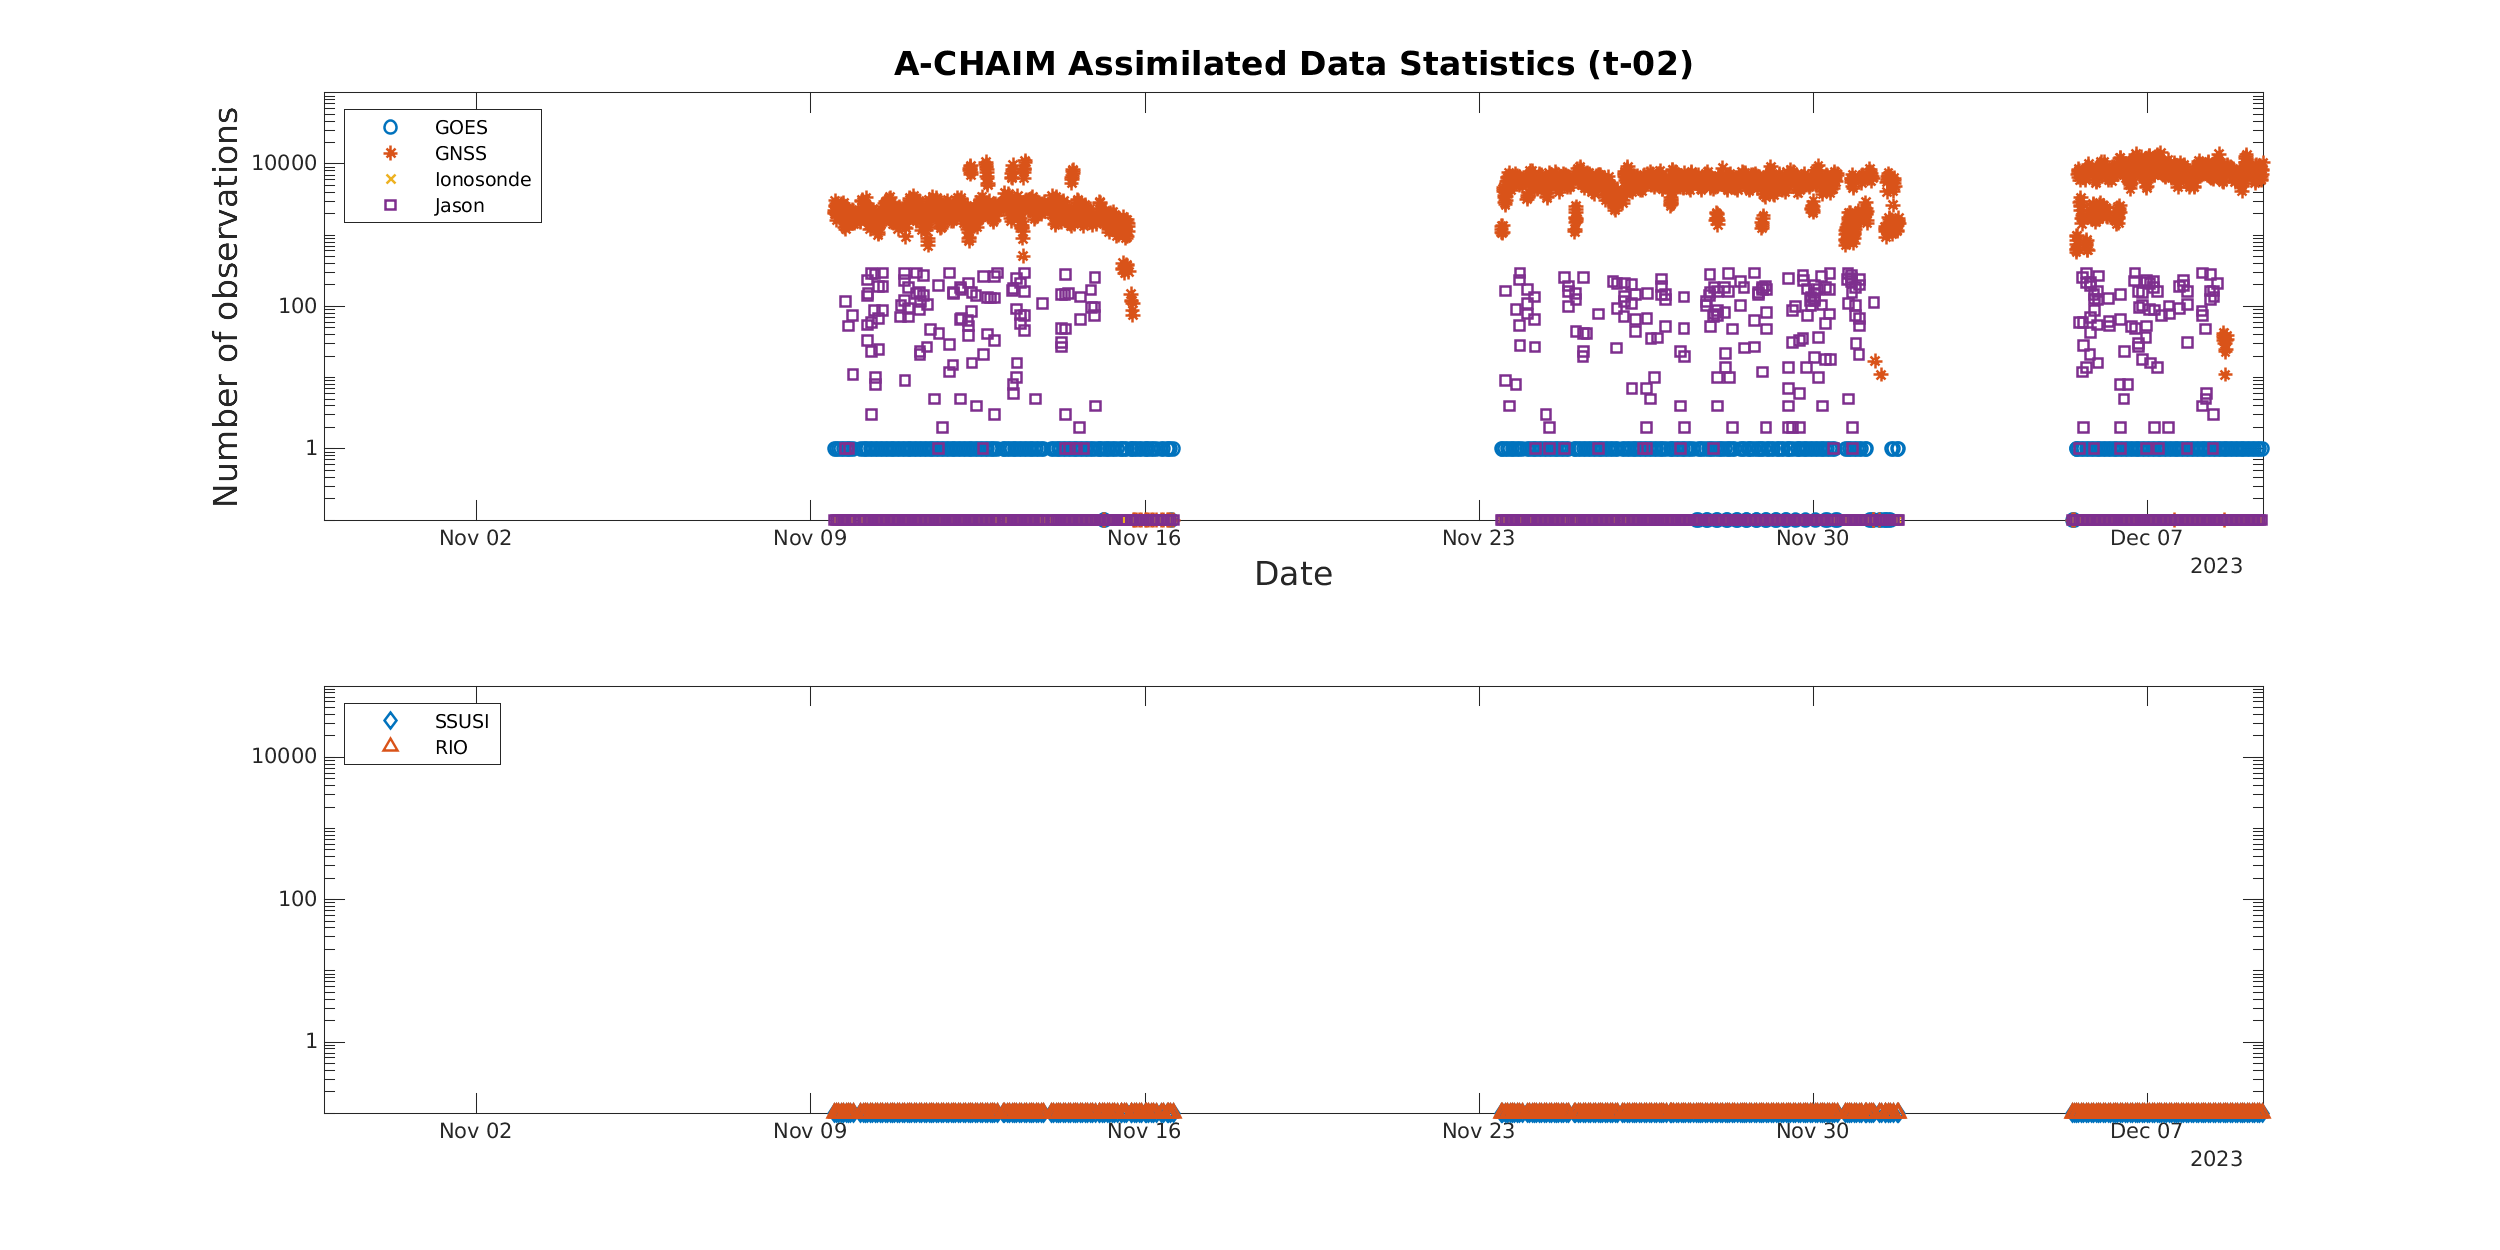 A-CHAIM Assimilated Data Statistics (t-02)
Number of observations
10000
100
1
GOES
GNSS
Ionosonde
Jason
Nov 02 Nov 09 Nov 16 Nov 23 Nov 30 Dec 07
2023
Date
10000
100
1
SSUSI
RIO
Nov 02 Nov 09 Nov 16 Nov 23 Nov 30 Dec 07
2023